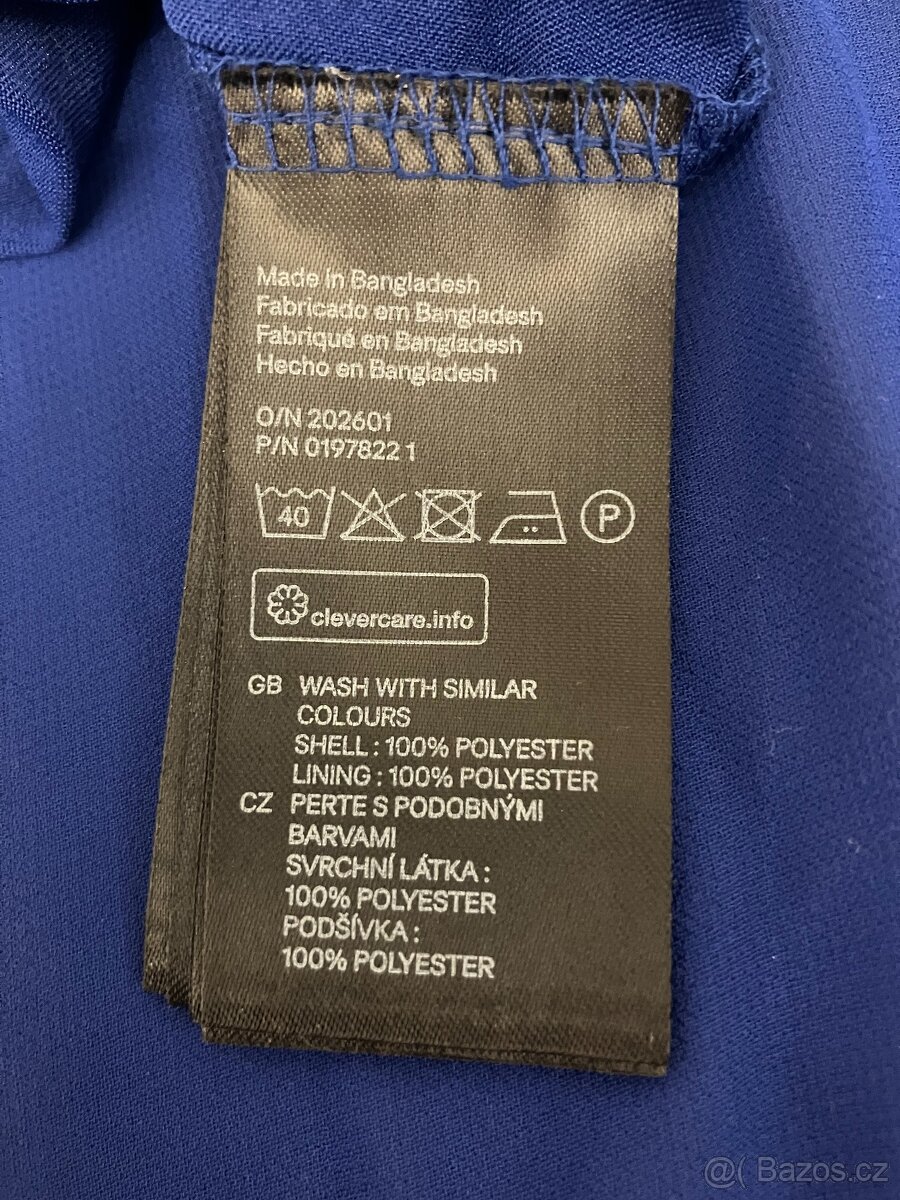 Made in Bangladesh
Fabricado em Bangladesh
Fabriqué en Bangladesh
Hecho en Bangladesh
O/N 202601
P/N 0197822 1
40
P
clevercare.info
GB WASH WITH SIMILAR
COLOURS
SHELL : 100% POLYESTER
LINING : 100% POLYESTER
CZ PERTE S PODOBNÝMI
BARVAMI
SVRCHNÍ LÁTKA :
100% POLYESTER
PODŠÍVKA :
100% POLYESTER
@( Bazos.cz